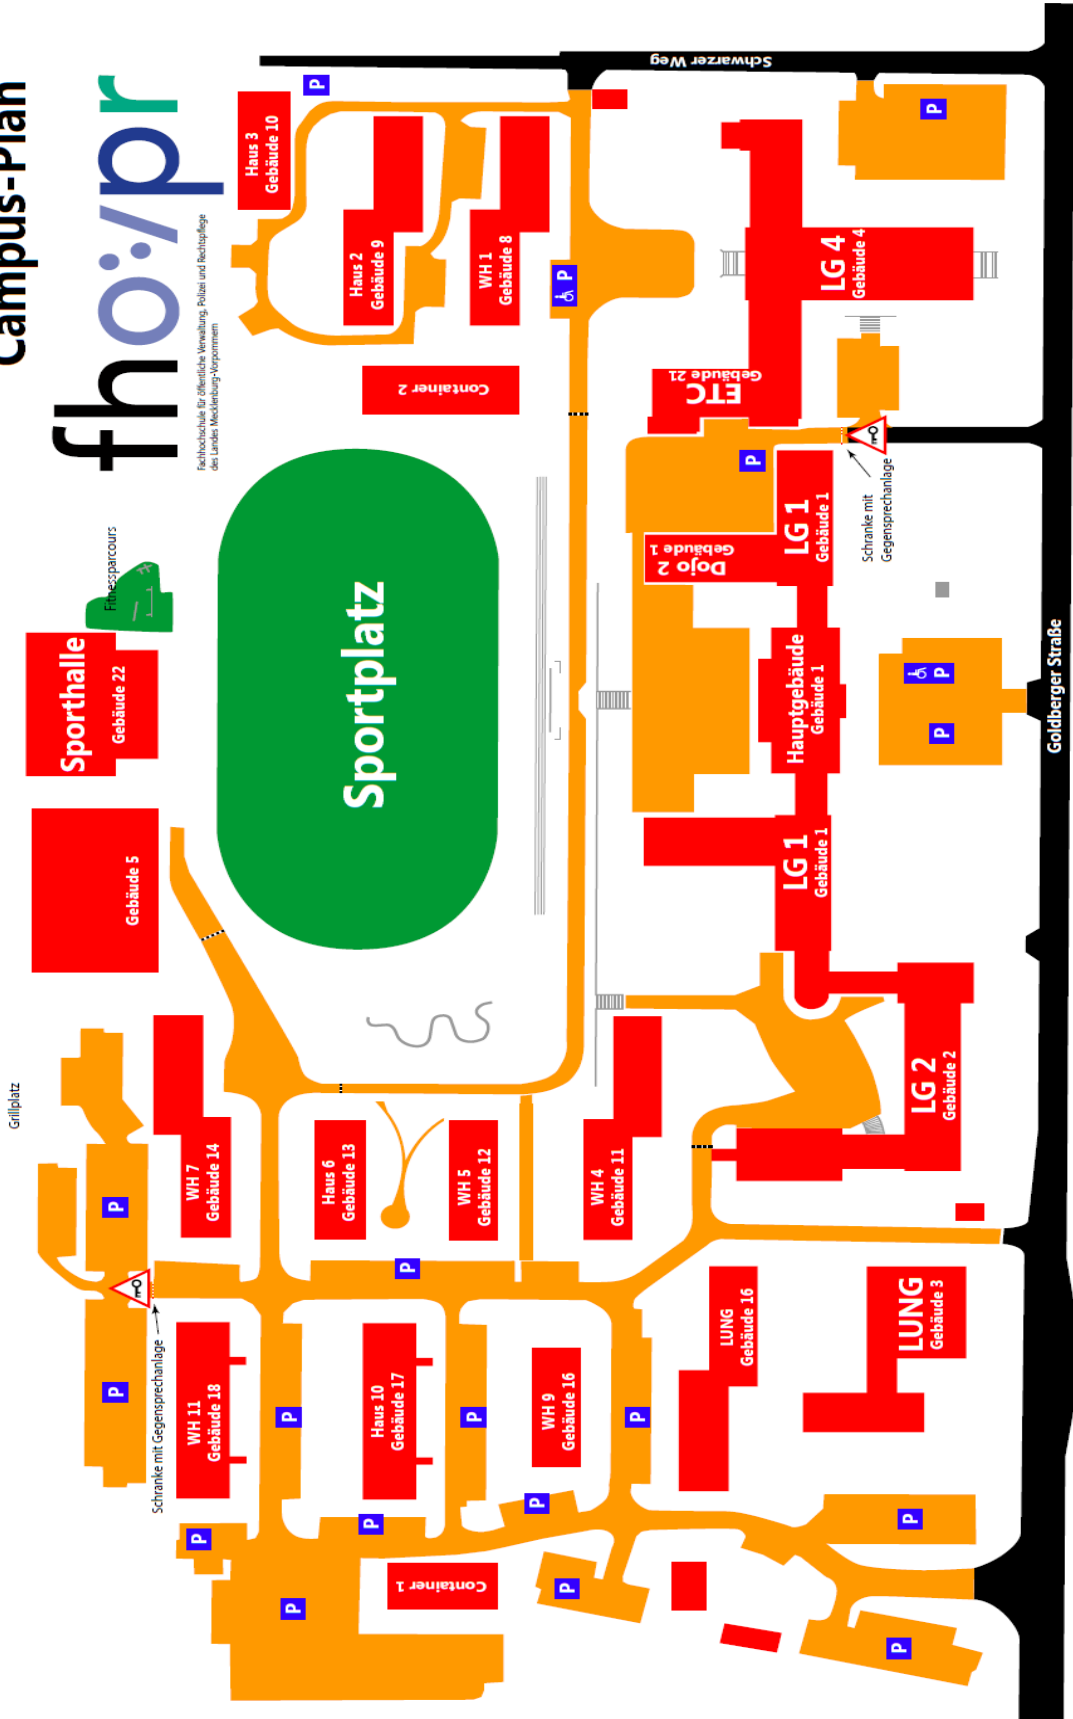 Campus-Plan
fhövpr
Fachhochschule für öffentliche Verwaltung, Polizei und Rechtspflege
des Landes Mecklenburg-Vorpommern
Grillplatz
Gebäude 5
Sporthalle
Gebäude 22
Fitnessparcours
Haus 3
Gebäude 10
P
Schwarzer Weg
Haus 2
Gebäude 9
WH 1
Gebäude 8
P
Container 2
Sportplatz
P
P
Schranke mit Gegensprechanlage
WH 7
Gebäude 14
Haus 6
Gebäude 13
WH 5
Gebäude 12
WH 4
Gebäude 11
P
WH 11
Gebäude 18
P
Haus 10
Gebäude 17
P
WH 9
Gebäude 16
P
P
P
P
P
Container 1
P
LUNG
Gebäude 16
LUNG
Gebäude 3
P
P
LG 2
Gebäude 2
LG 1
Gebäude 1
Hauptgebäude
Gebäude 1
Dojo 2
Gebäude 1
LG 1
Gebäude 1
P
ETC
Gebäude 21
LG 4
Gebäude 4
P
Schranke mit
Gegensprechanlage
P
P
Goldberger Straße